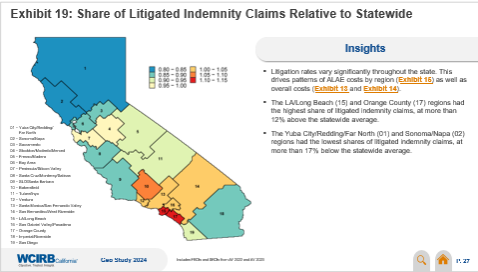 Exhibit 19: Share of Litigated Indemnity Claims Relative to Statewide
0.80 – 0.85
0.85 – 0.90
0.90 – 0.95
0.95 – 1.00
1.00 – 1.05
1.05 – 1.10
1.10 – 1.15
01 – Yuba City/Redding/
Far North
02 – Sonoma/Napa
03 – Sacramento
04 – Stockton/Modesto/Merced
05 – Fresno/Madera
06 – Bay Area
07 – Peninsula/Silicon Valley
08 – Santa Cruz/Monterey/Salinas
09 – SLO/Santa Barbara
10 – Bakersfield
11 – Tulare/Inyo
12 – Ventura
13 – Santa Monica/San Fernando Valley
14 – San Bernardino/West Riverside
15 – LA/Long Beach
16 – San Gabriel Valley/Pasadena
17 – Orange County
18 – Imperial/Riverside
19 – San Diego
Insights
• Litigation rates vary significantly throughout the state. This
drives patterns of ALAE costs by region (Exhibit 16) as well as
overall costs (Exhibit 13 and Exhibit 14).
• The LA/Long Beach (15) and Orange County (17) regions had
the highest share of litigated indemnity claims, at more than
12% above the statewide average.
• The Yuba City/Redding/Far North (01) and Sonoma/Napa (02)
regions had the lowest shares of litigated indemnity claims, at
more than 17% below the statewide average.
WCIRB California
Geo Study 2024
P. 27